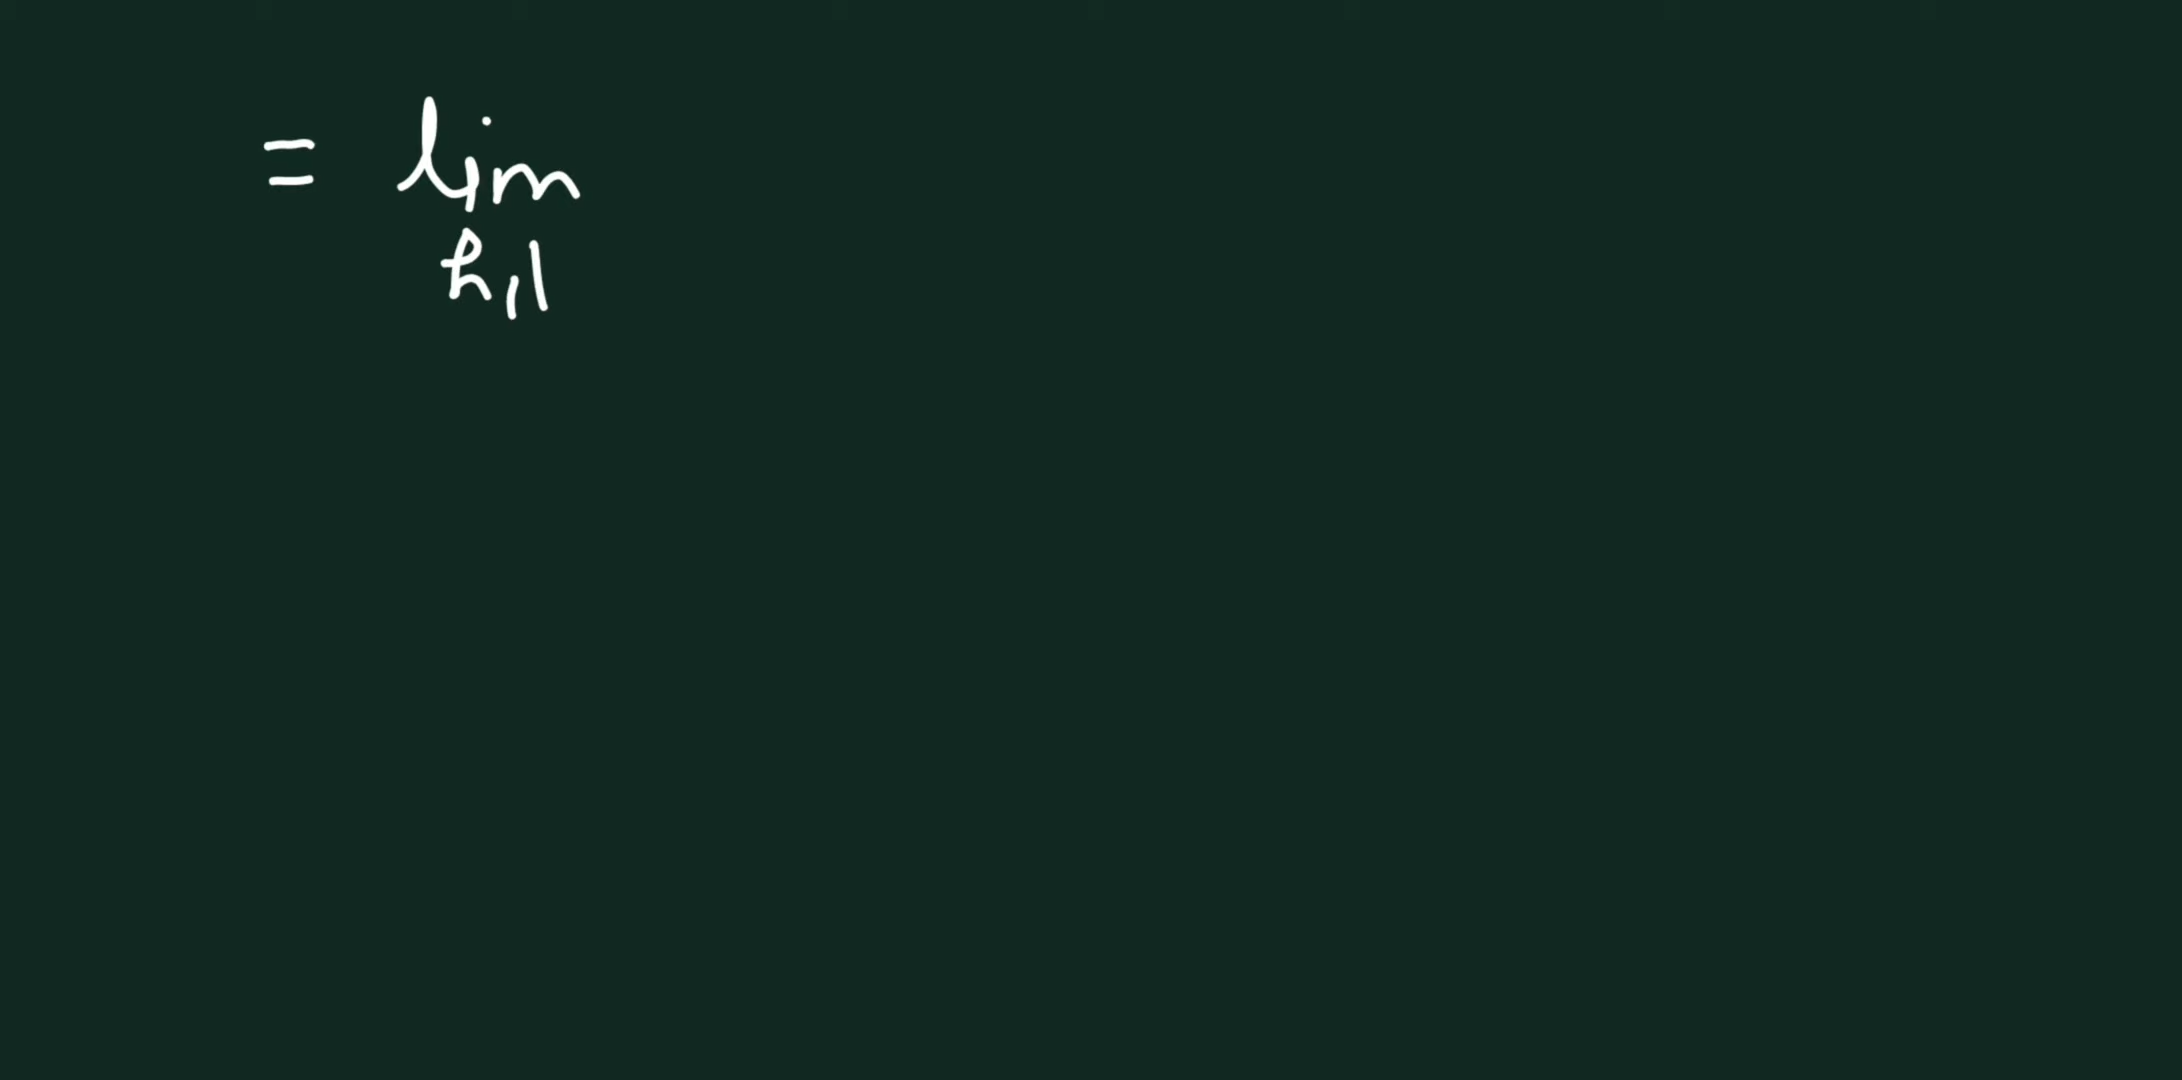 = lim
h,l